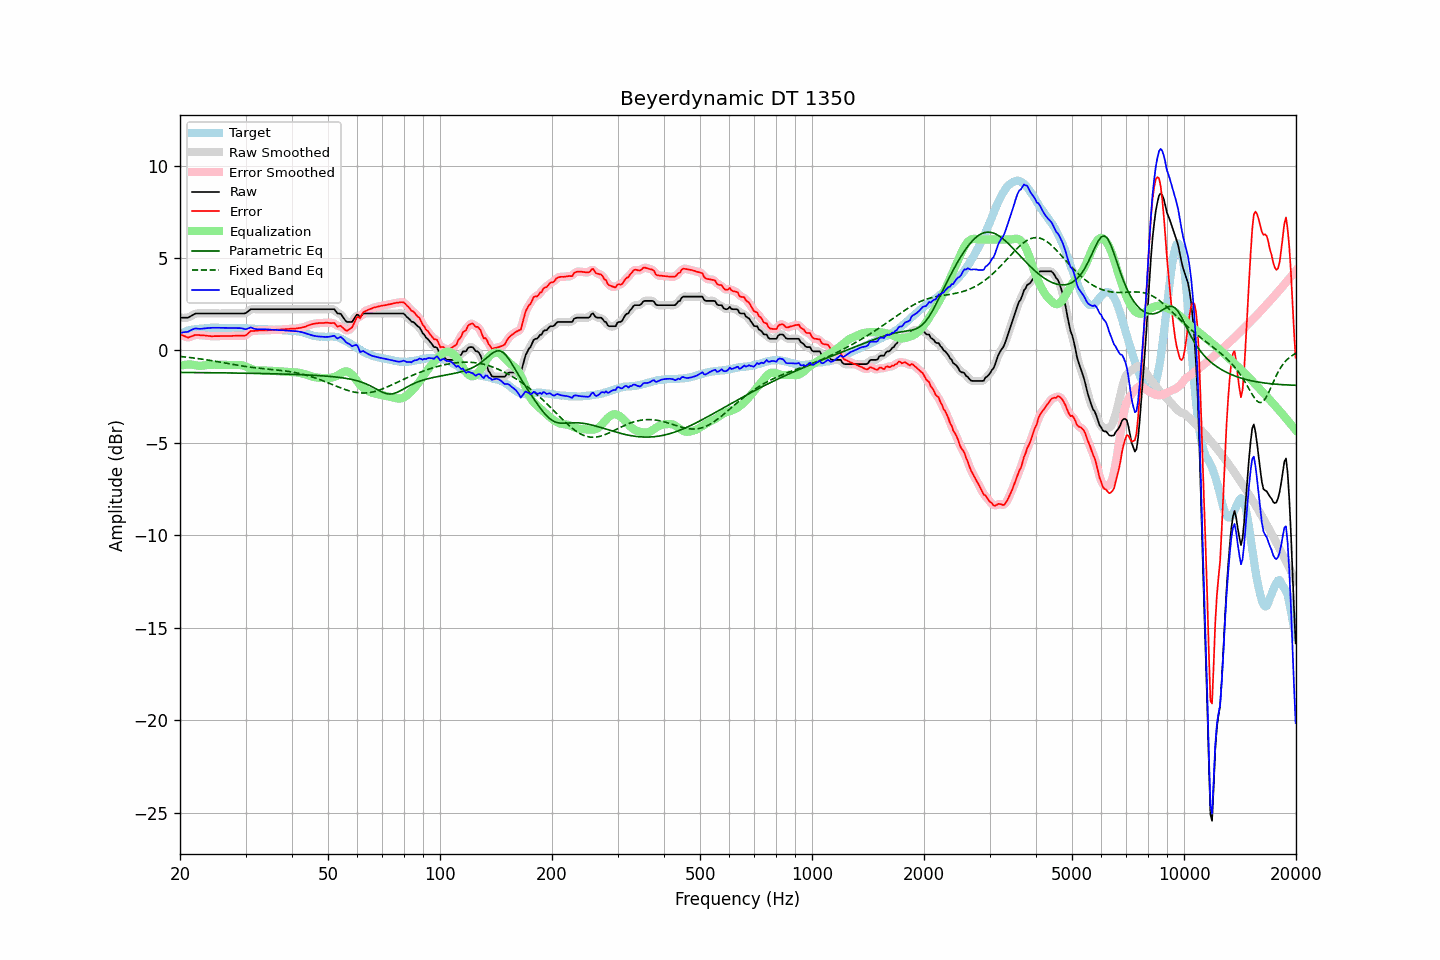 Beyerdynamic DT 1350
Target
Raw Smoothed
Error Smoothed
Raw
Error
Equalization
Parametric Eq
Fixed Band Eq
Equalized
10
5
0
−5
−10
−15
−20
−25
Amplitude (dBr)
20
50
100
200
500
1000
2000
5000
10000
20000
Frequency (Hz)